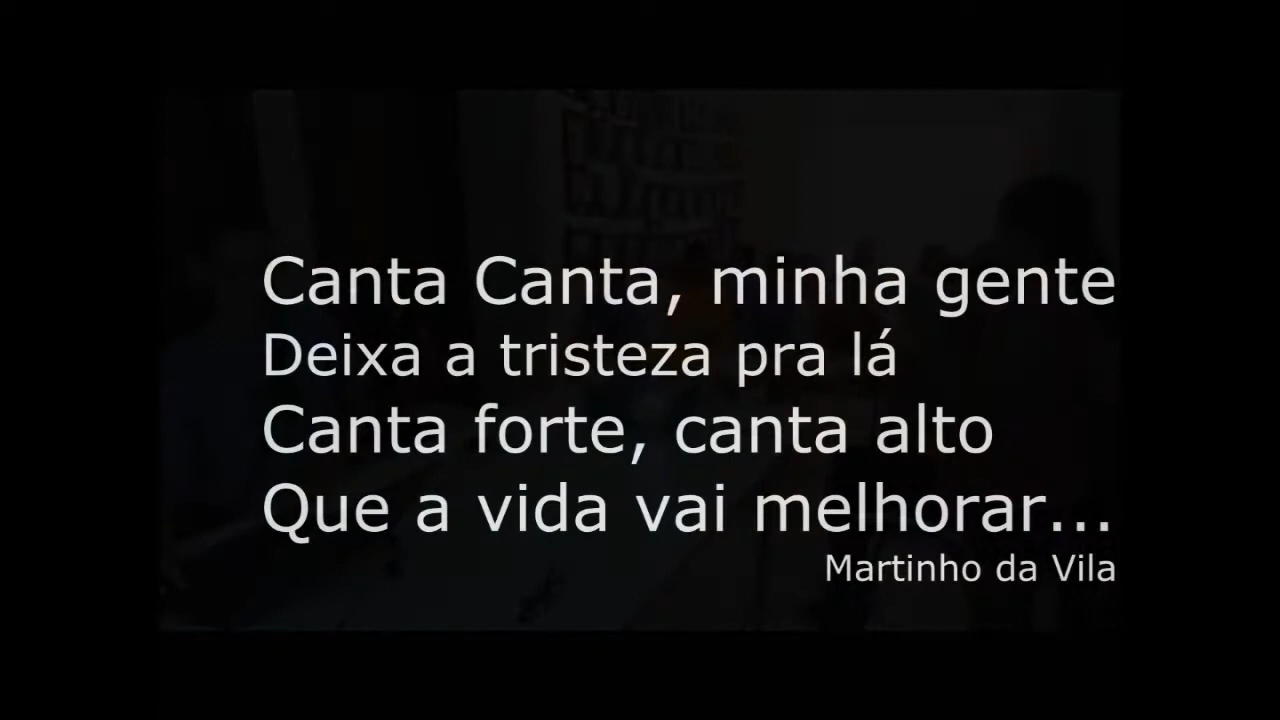 Canta Canta, minha gente
Deixa a tristeza pra lá
Canta forte, canta alto
Que a vida vai melhorar...
Martinho da Vila